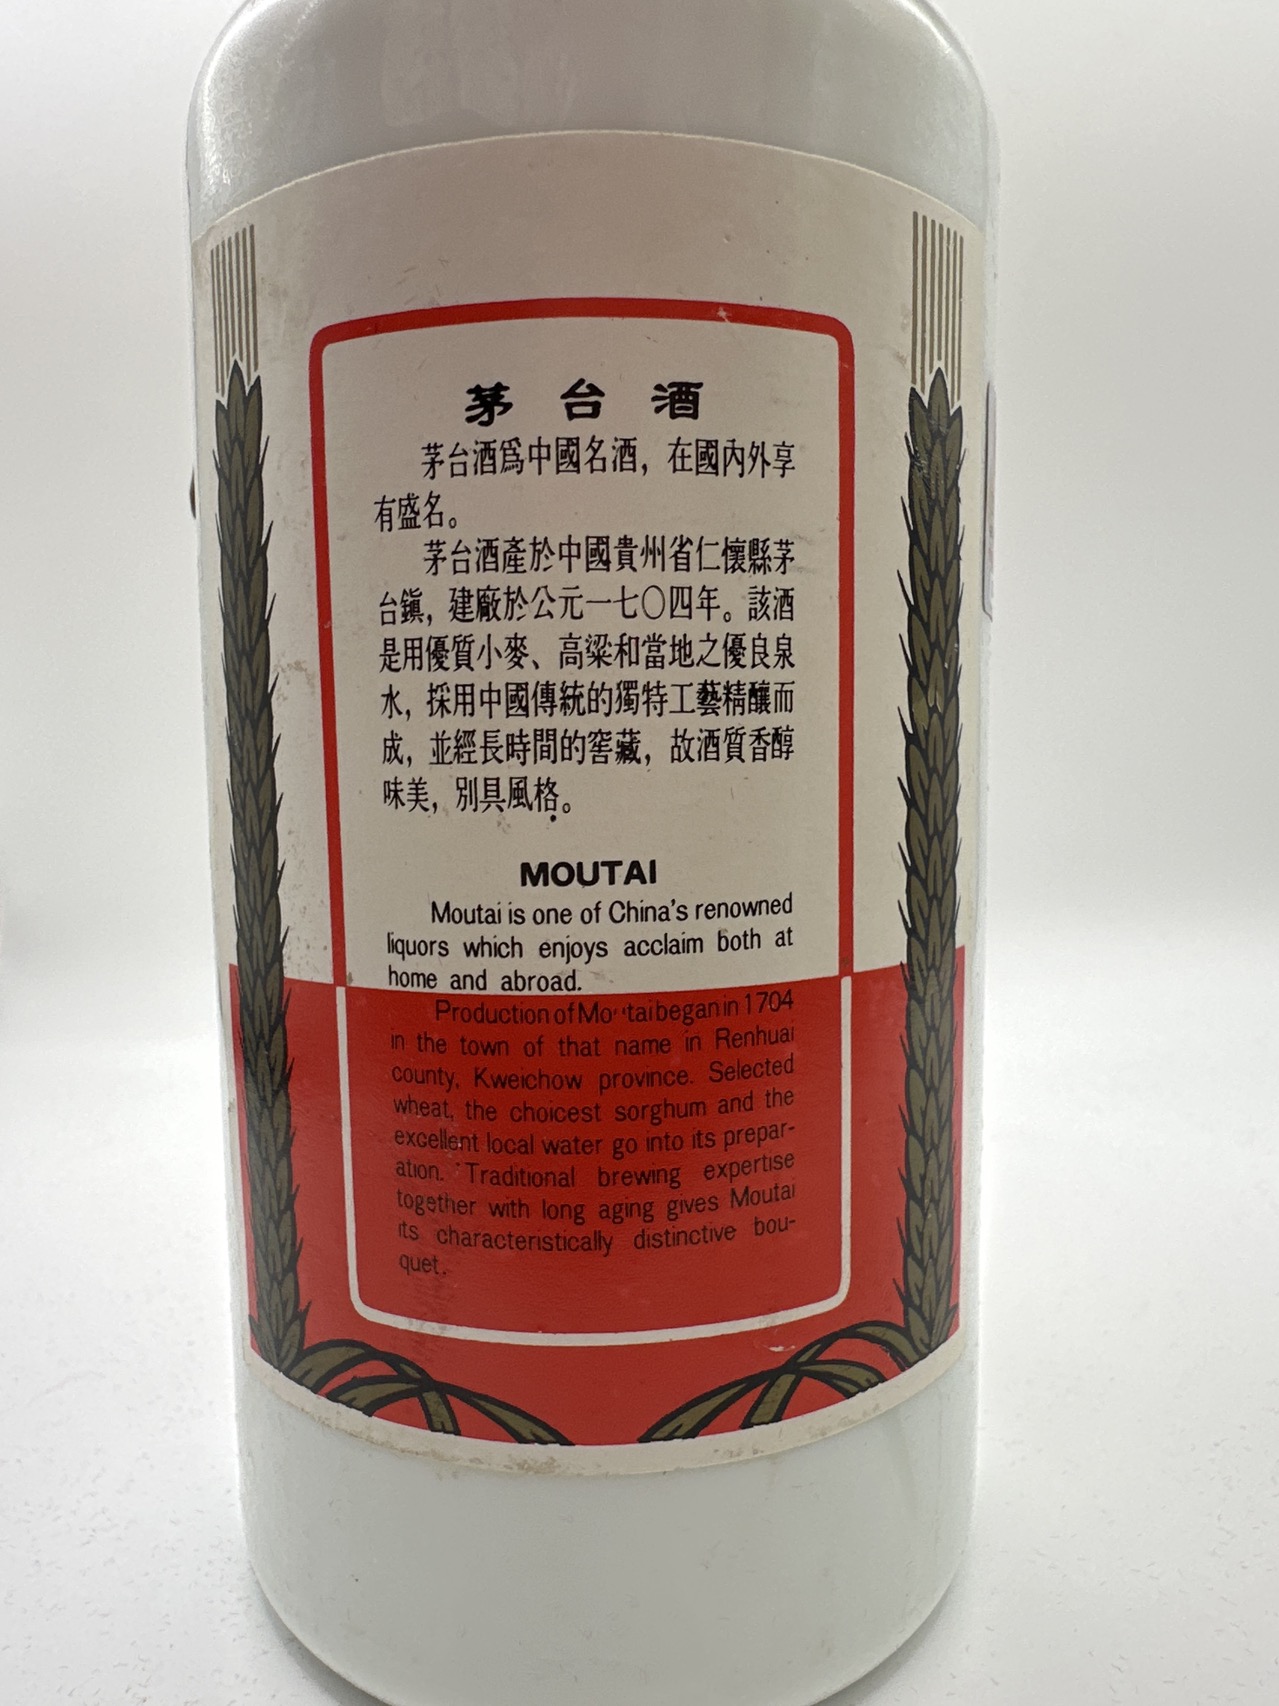 茅台酒
茅台酒爲中國名酒，在國內外享
有盛名。
茅台酒產於中國貴州省仁懷縣茅
台鎮，建廠於公元一七〇四年。該酒
是用優質小麥、高粱和當地之優良泉
水，採用中國傳統的獨特工藝精釀而
成，並經長時間的窖藏，故酒質香醇
味美，別具風格。
MOUTAI
Moutai is one of China's renowned
liquors which enjoys acclaim both at
home and abroad.
Production of Moutai began in 1704
in the town of that name in Renhuai
county, Kweichow province. Selected
wheat, the choicest sorghum and the
excellent local water go into its prepar-
ation. Traditional brewing expertise
together with long aging gives Moutai
its characteristically distinctive bou-
quet.